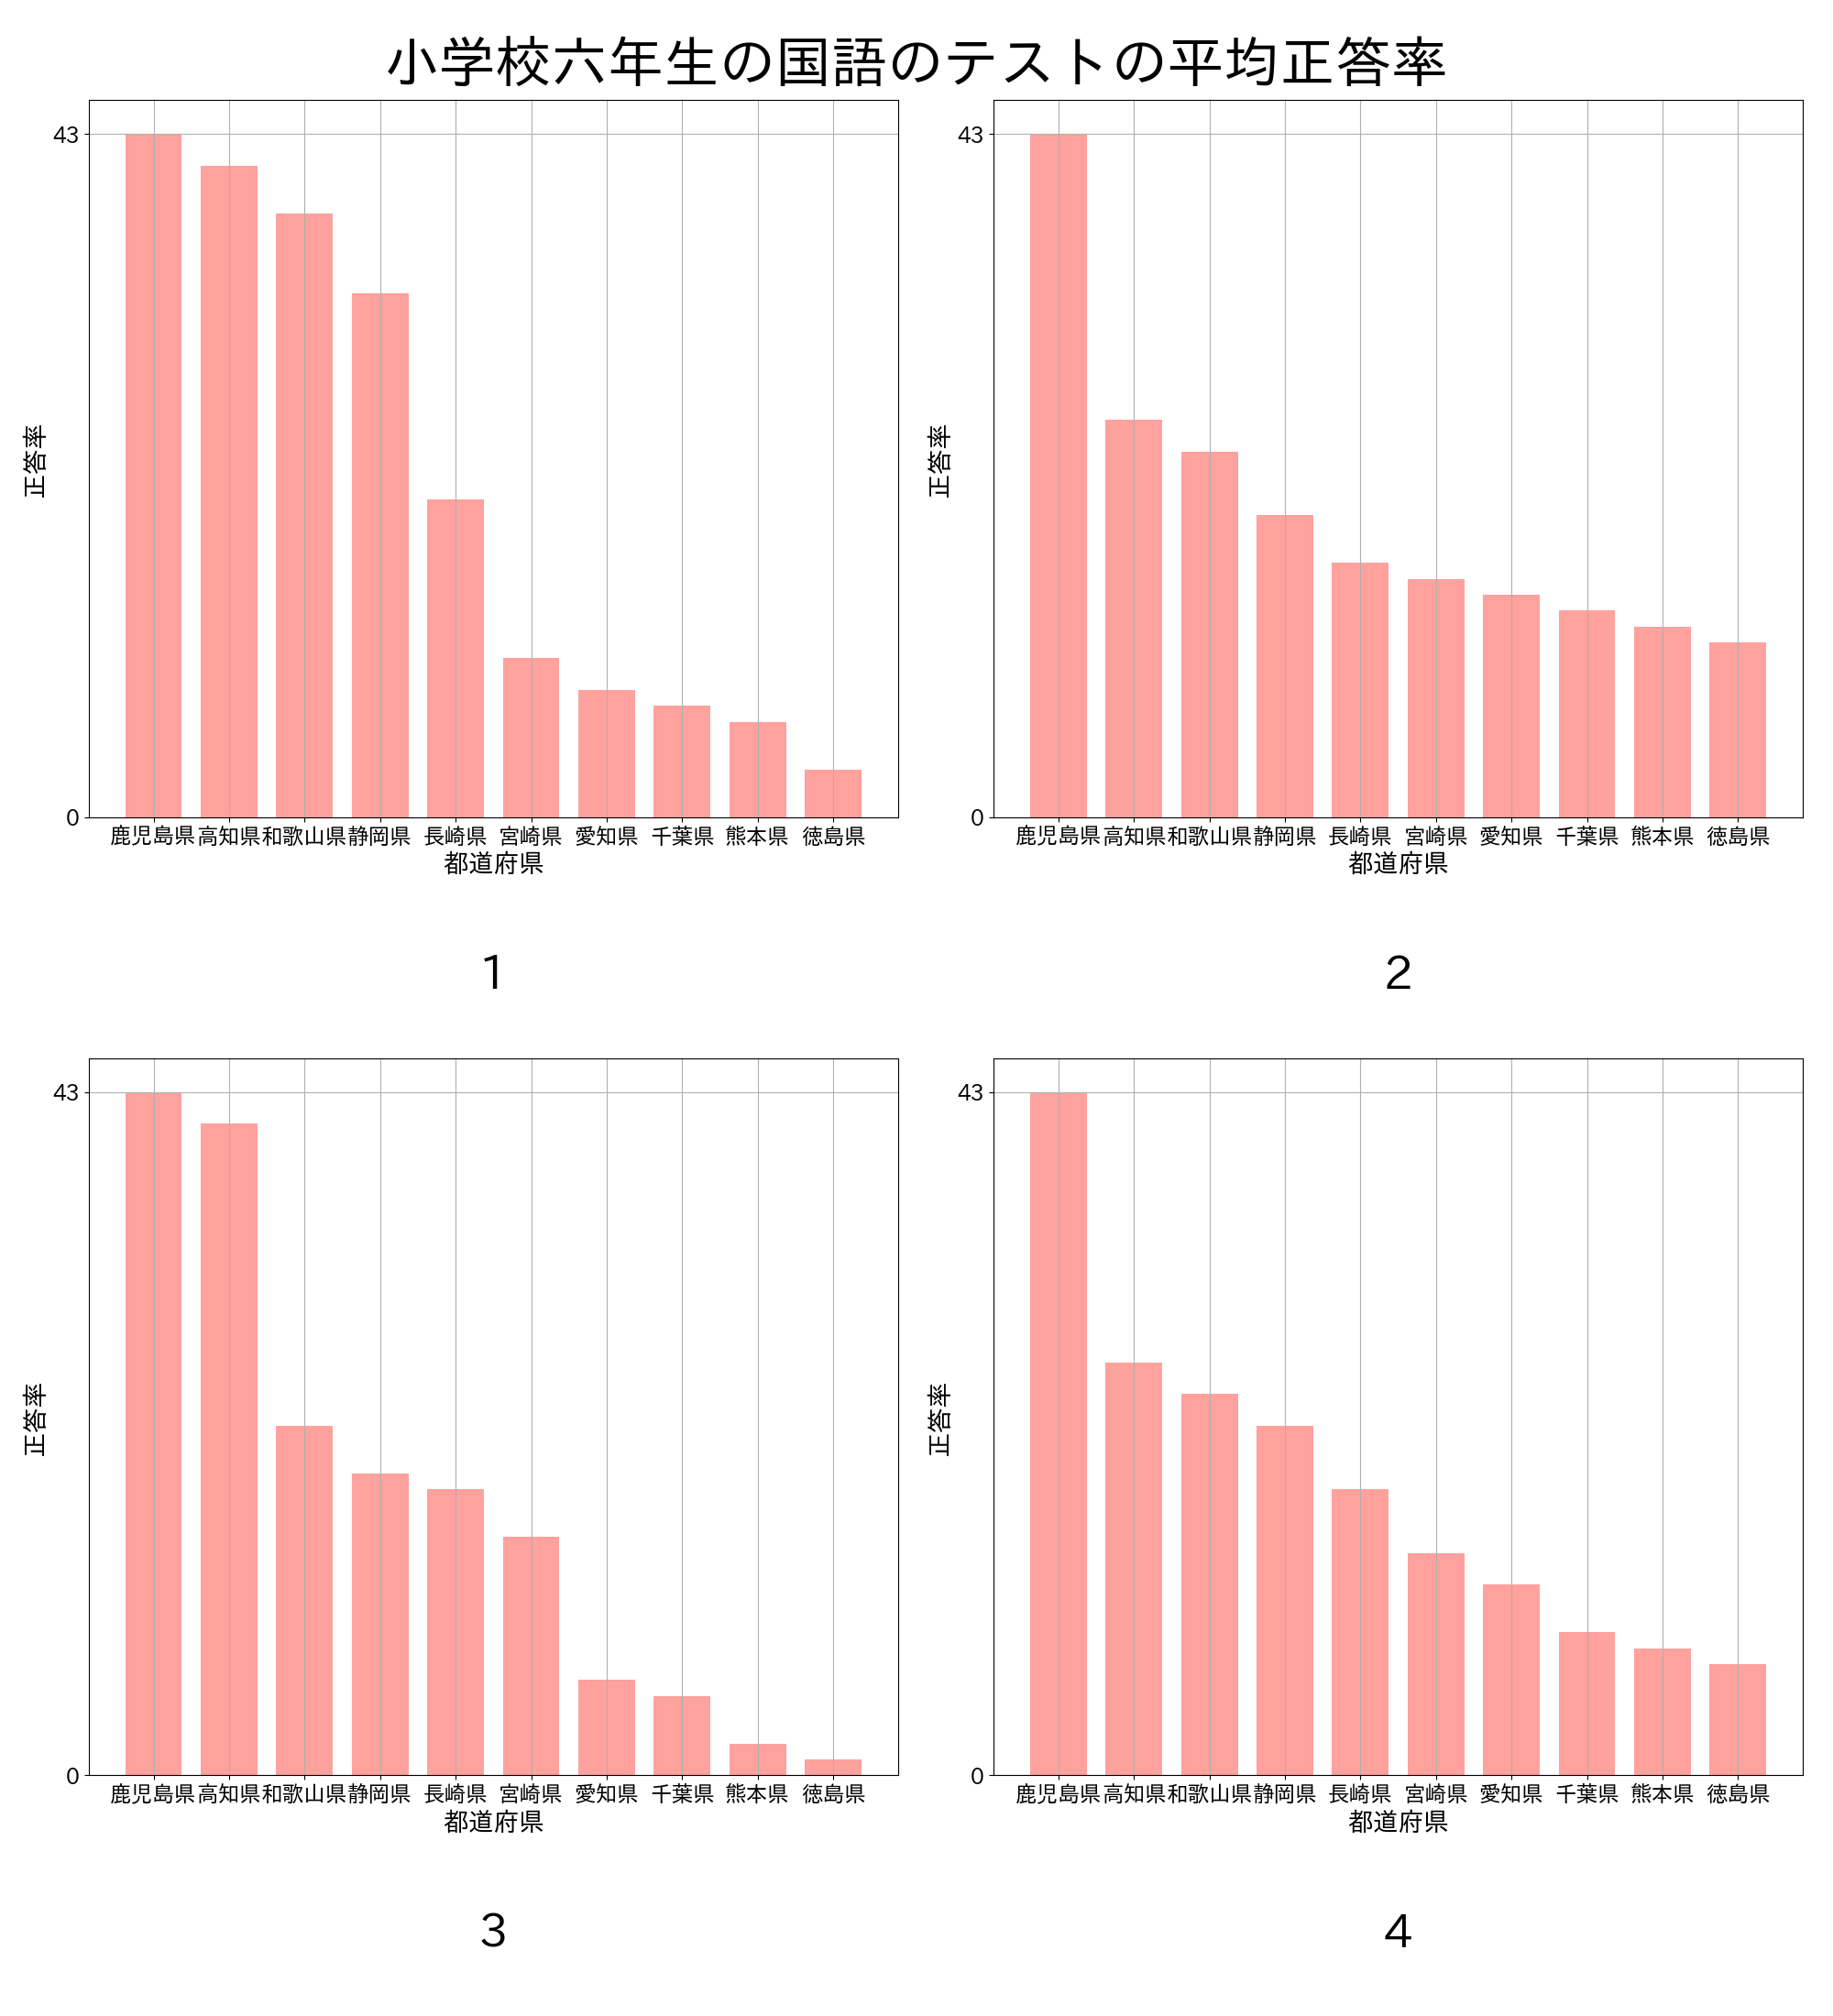 小学校六年生の国語のテストの平均正答率
43
0
正答率
鹿児島県 高知県 和歌山県 静岡県 長崎県 宮崎県 愛知県 千葉県 熊本県 徳島県
都道府県
1
43
0
正答率
鹿児島県 高知県 和歌山県 静岡県 長崎県 宮崎県 愛知県 千葉県 熊本県 徳島県
都道府県
2
43
0
正答率
鹿児島県 高知県 和歌山県 静岡県 長崎県 宮崎県 愛知県 千葉県 熊本県 徳島県
都道府県
3
43
0
正答率
鹿児島県 高知県 和歌山県 静岡県 長崎県 宮崎県 愛知県 千葉県 熊本県 徳島県
都道府県
4